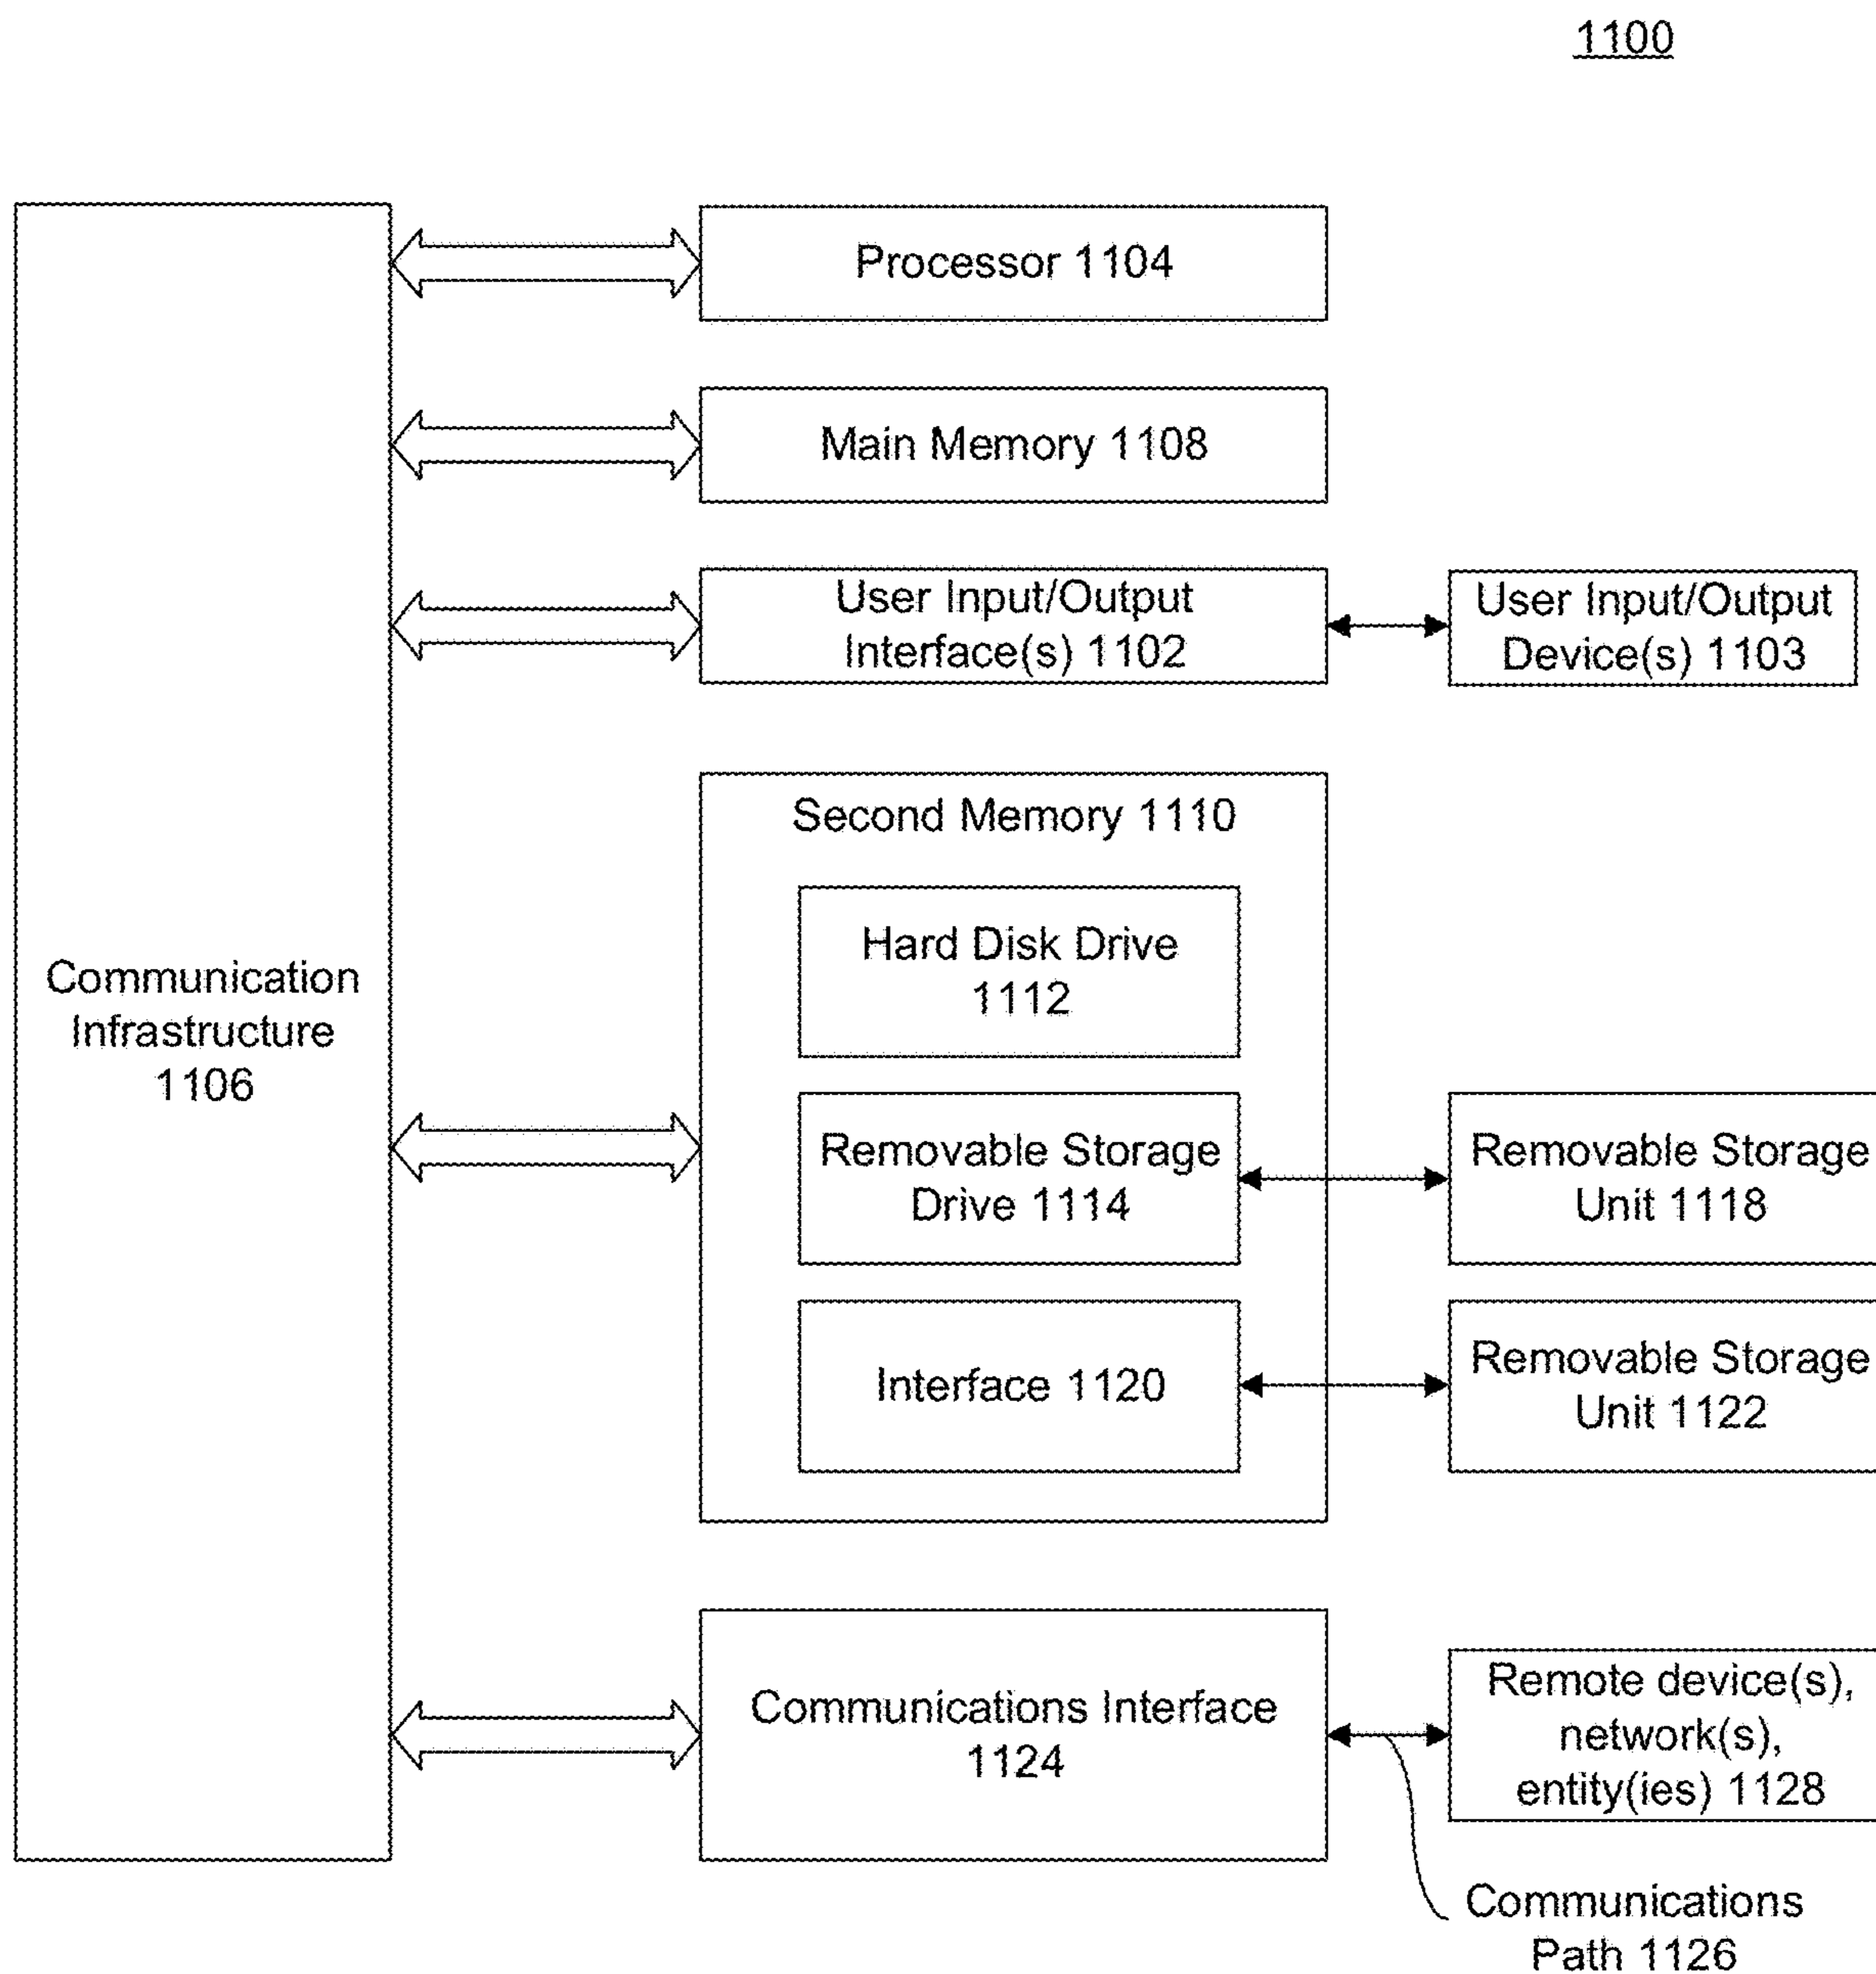 1100
Processor 1104
Main Memory 1108
User Input/Output
Interface(s) 1102
User Input/Output
Device(s) 1103
Second Memory 1110
Hard Disk Drive
1112
Communication
Infrastructure
1106
Removable Storage
Drive 1114
Removable Storage
Unit 1118
Interface 1120
Removable Storage
Unit 1122
Communications Interface
1124
Remote device(s),
network(s),
entity(ies) 1128
Communications
Path 1126